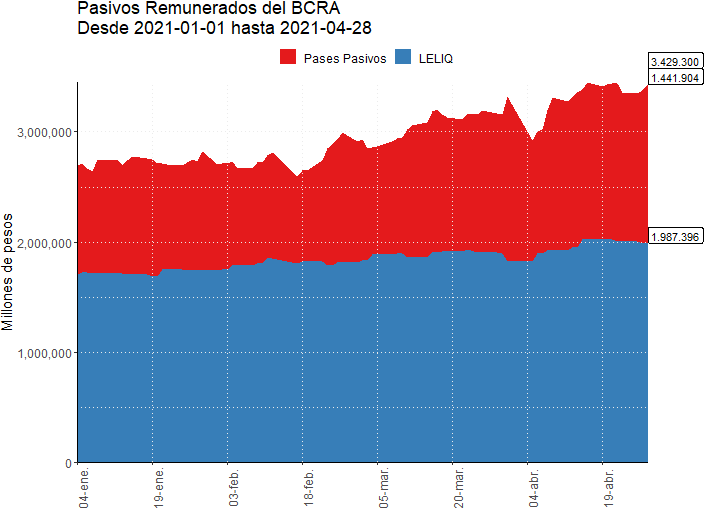 Pasivos Remunerados del BCRA
Desde 2021-01-01 hasta 2021-04-28
Pases Pasivos LELIQ
3.429.300
1.441.904
3,000,000
2,000,000
1.987.396
1,000,000
0
Millones de pesos
04-ene. 19-ene. 03-feb. 18-feb. 05-mar. 20-mar. 04-abr. 19-abr.